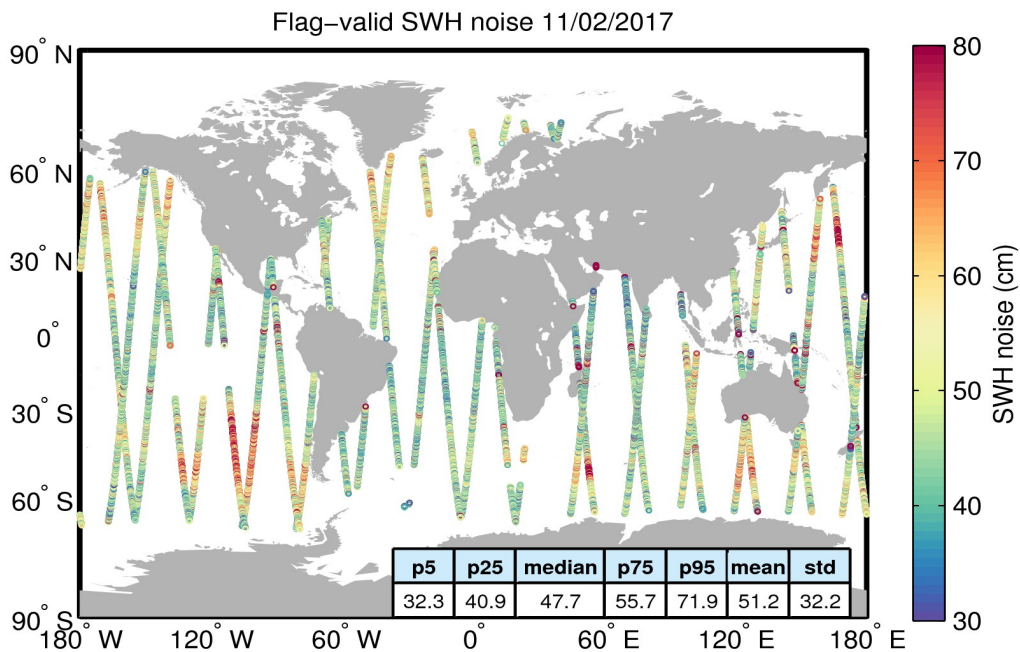 Flag−valid SWH noise 11/02/2017
90° N
60° N
30° N
0°
30° S
60° S
90° S
180° W
120° W
60° W
0°
60° E
120° E
180° E
80
70
60
50
40
30
SWH noise (cm)
p5 p25 median p75 p95 mean std
32.3 40.9 47.7 55.7 71.9 51.2 32.2